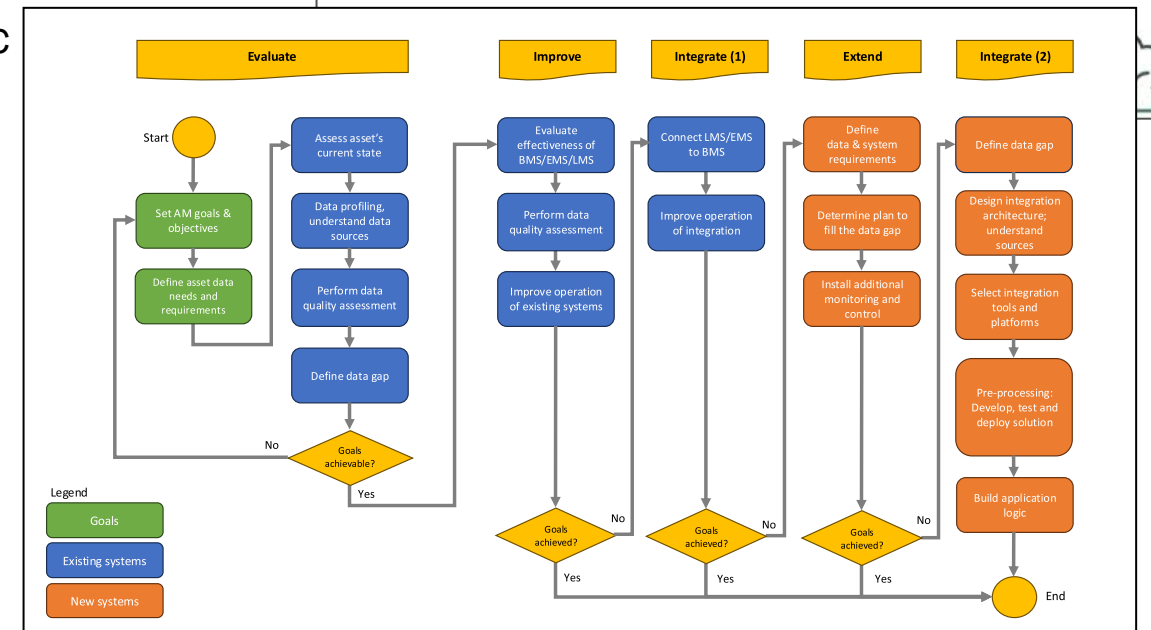 C
Evaluate
Improve
Integrate (1)
Extend
Integrate (2)
Start
Set AM goals &
objectives
Define asset data
needs and
requirements
Assess asset's
current state
Data profiling,
understand data
sources
Perform data
quality assessment
Define data gap
Goals
achievable?
No
Yes
Evaluate
effectiveness of
BMS/EMS/LMS
Perform data
quality assessment
Improve operation
of existing systems
Goals
achieved?
No
Yes
Connect LMS/EMS
to BMS
Improve operation
of integration
Goals
achieved?
No
Yes
Define
data & system
requirements
Determine plan to
fill the data gap
Install additional
monitoring and
control
Goals
achieved?
No
Yes
Define data gap
Design integration
architecture;
understand
sources
Select integration
tools and
platforms
Pre-processing:
Develop, test and
deploy solution
Build application
logic
End
Legend
Goals
Existing systems
New systems